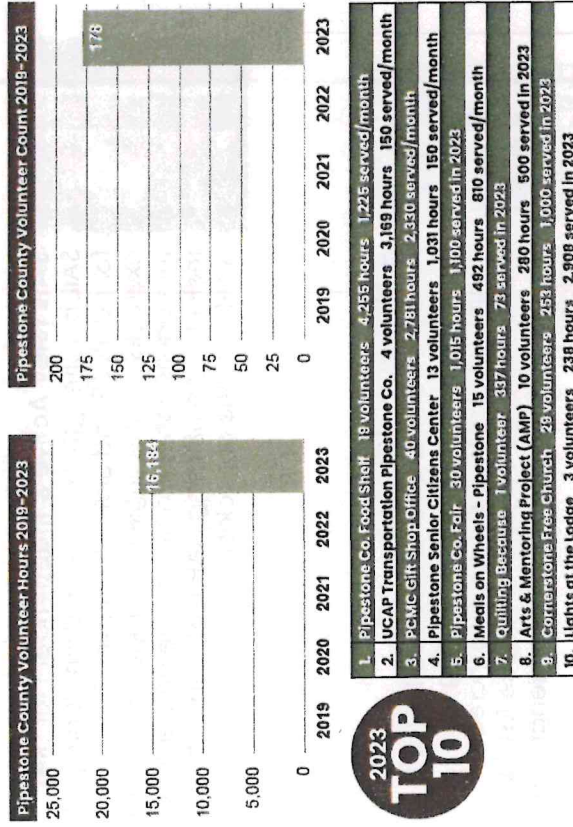 Pipestone County Volunteer Hours 2019-2023
25,000
20,000
15,000
10,000
5,000
0
16,184
2019 2020 2021 2022 2023
Pipestone County Volunteer Count 2019-2023
200
175
150
125
100
75
50
25
0
178
2019 2020 2021 2022 2023
2023
TOP
10
1. Pipestone Co. Food Shelf 19 volunteers 4,255 hours 1,225 served/month
2. UCAP Transportation Pipestone Co. 4 volunteers 3,169 hours 150 served/month
3. PCMC Gift Shop Office 40 volunteers 2,781 hours 2,330 served/month
4. Pipestone Senior Citizens Center 13 volunteers 1,031 hours 150 served/month
5. Pipestone Co. Fair 30 volunteers 1,015 hours 1,100 served in 2023
6. Meals on Wheels - Pipestone 15 volunteers 492 hours 810 served/month
7. Quilting Because 1 volunteer 337 hours 73 served in 2023
8. Arts & Mentoring Project (AMP) 10 volunteers 280 hours 500 served in 2023
9. Cornerstone Free Church 29 volunteers 253 hours 1,000 served in 2023
10. Lights at the Lodge 3 volunteers 238 hours 2,908 served in 2023